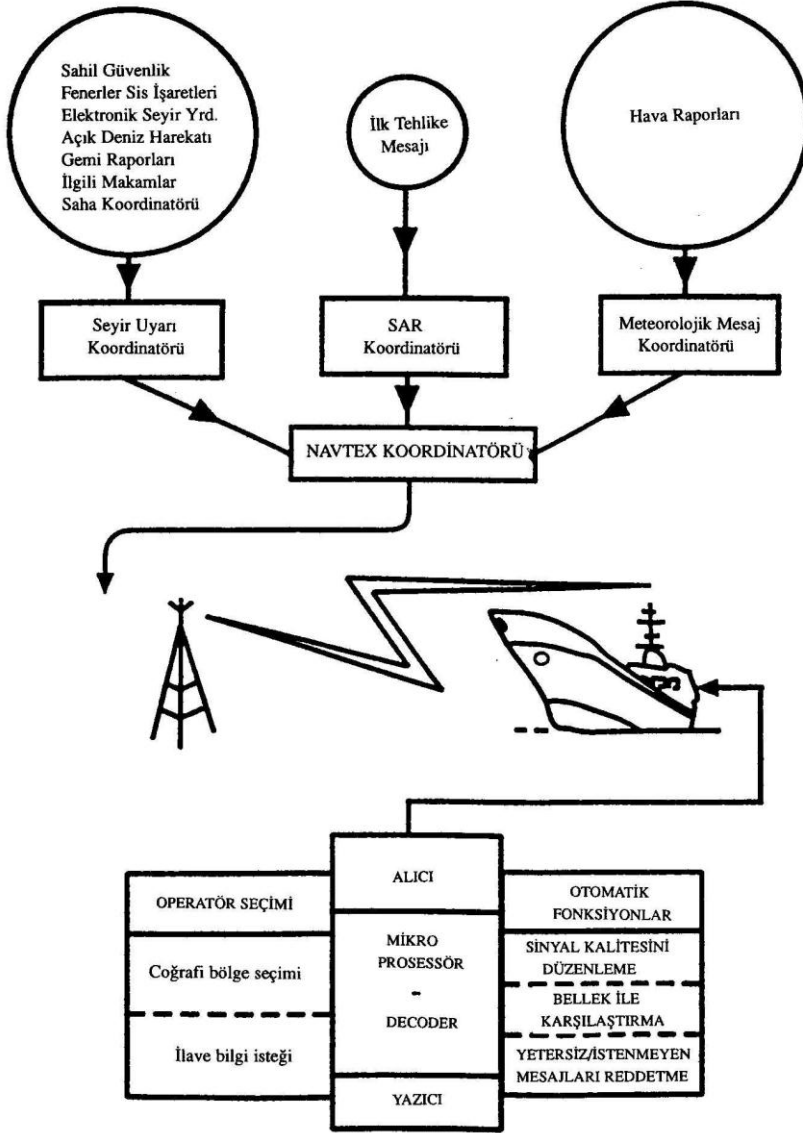 Sahil Güvenlik
Fenerler Sis İşaretleri
Elektronik Seyir Yrd.
Açık Deniz Harekatı
Gemi Raporları
İlgili Makamlar
Saha Koordinatörü
İlk Tehlike
Mesajı
Hava Raporları
Seyir Uyarı
Koordinatörü
SAR
Koordinatörü
Meteorolojik Mesaj
Koordinatörü
NAVTEX KOORDİNATÖRÜ
OPERATÖR SEÇİMİ
Coğrafi bölge seçimi
İlave bilgi isteği
ALICI
MİKRO
PROSESSÖR
-
DECODER
YAZICI
OTOMATİK
FONKSİYONLAR
SİNYAL KALİTESİNİ
DÜZENLEME
BELLEK İLE
KARŞILAŞTIRMA
YETERSİZ/İSTENMEYEN
MESAJLARI REDDETME